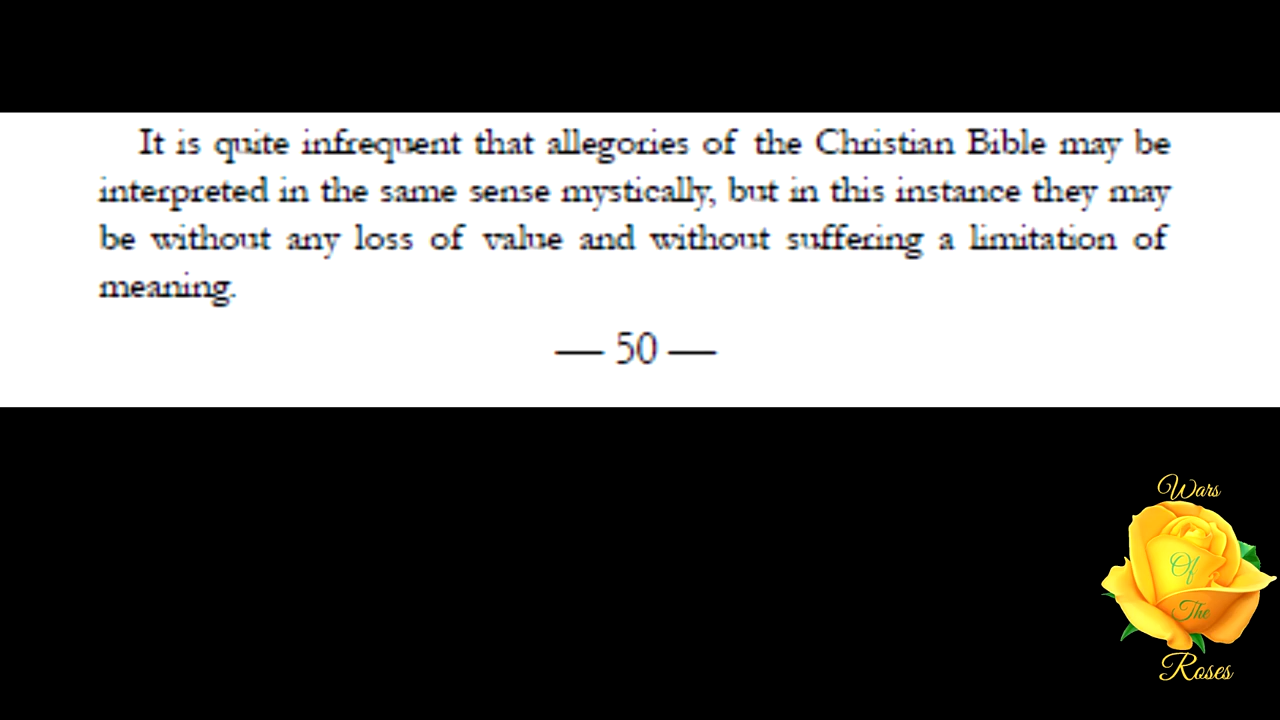 It is quite infrequent that allegories of the Christian Bible may be
interpreted in the same sense mystically, but in this instance they may
be without any loss of value and without suffering a limitation of
meaning.
— 50 —
Wars
Of
The
Roses